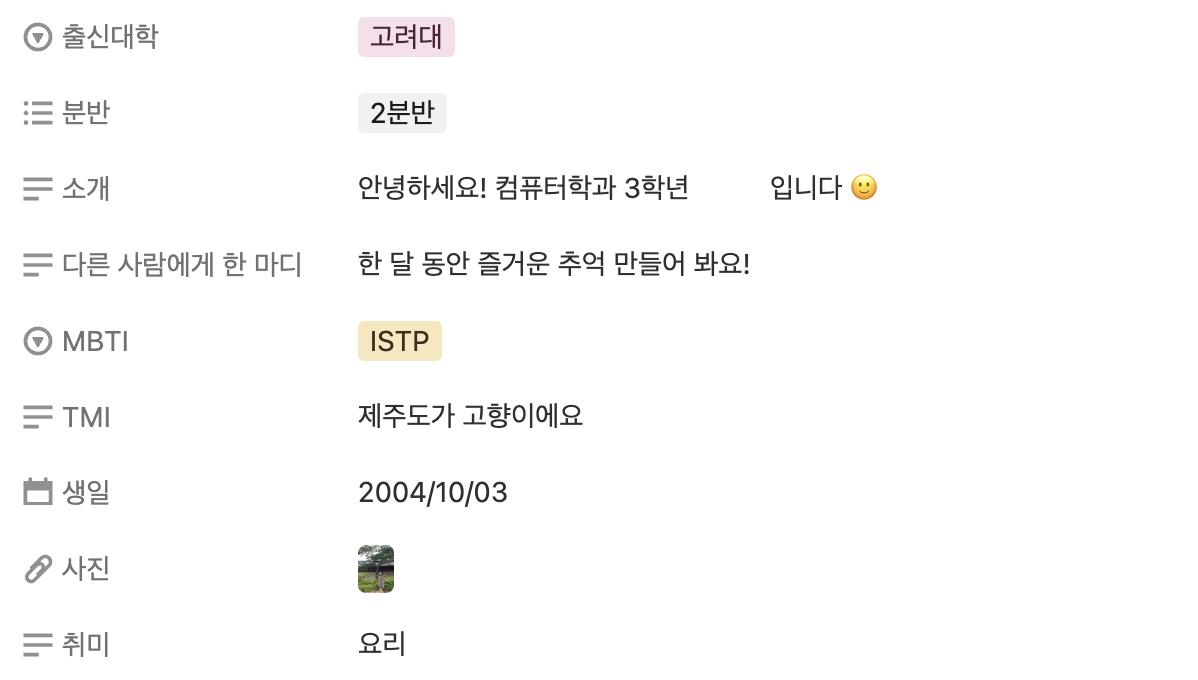 출신대학 고려대
분반 2분반
소개 안녕하세요! 컴퓨터학과 3학년 입니다 🙂
다른 사람에게 한 마디 한 달 동안 즐거운 추억 만들어 봐요!
MBTI ISTP
TMI 제주도가 고향이에요
생일 2004/10/03
사진
취미 요리